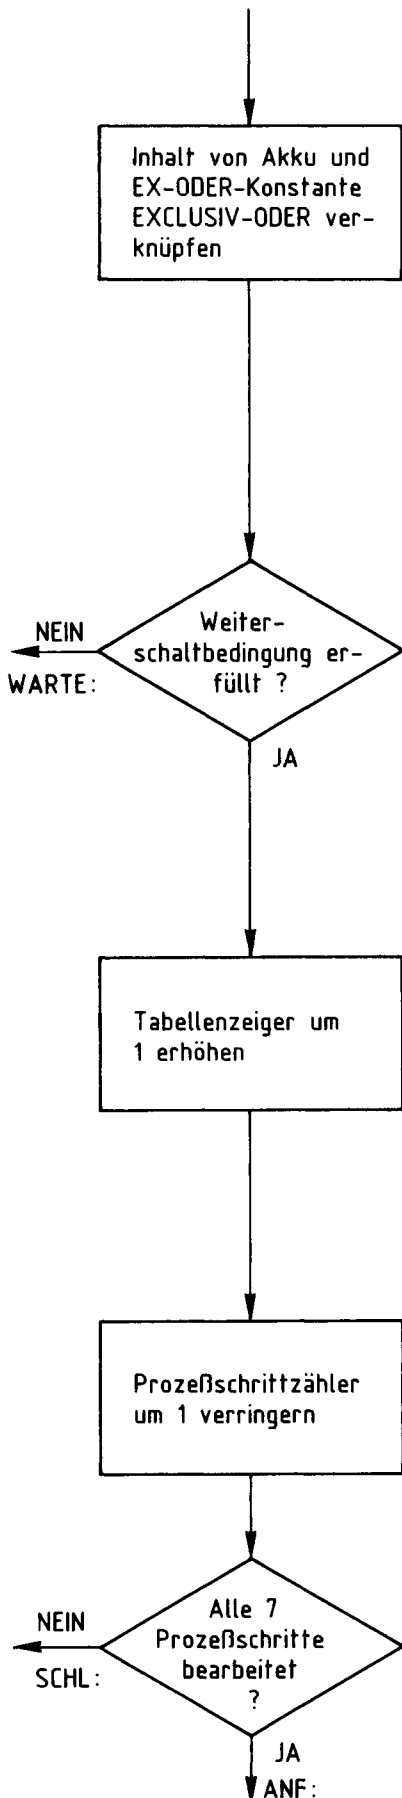 Inhalt von Akku und
EX-ODER-Konstante
EXCLUSIV-ODER ver-
knüpfen
Weiter-
schaltbedingung er-
füllt ?
NEIN
WARTE:
JA
Tabellenzeiger um
1 erhöhen
Prozeßschrittzähler
um 1 verringern
Alle 7
Prozeßschritte
bearbeitet
?
NEIN
SCHL:
JA
ANF: